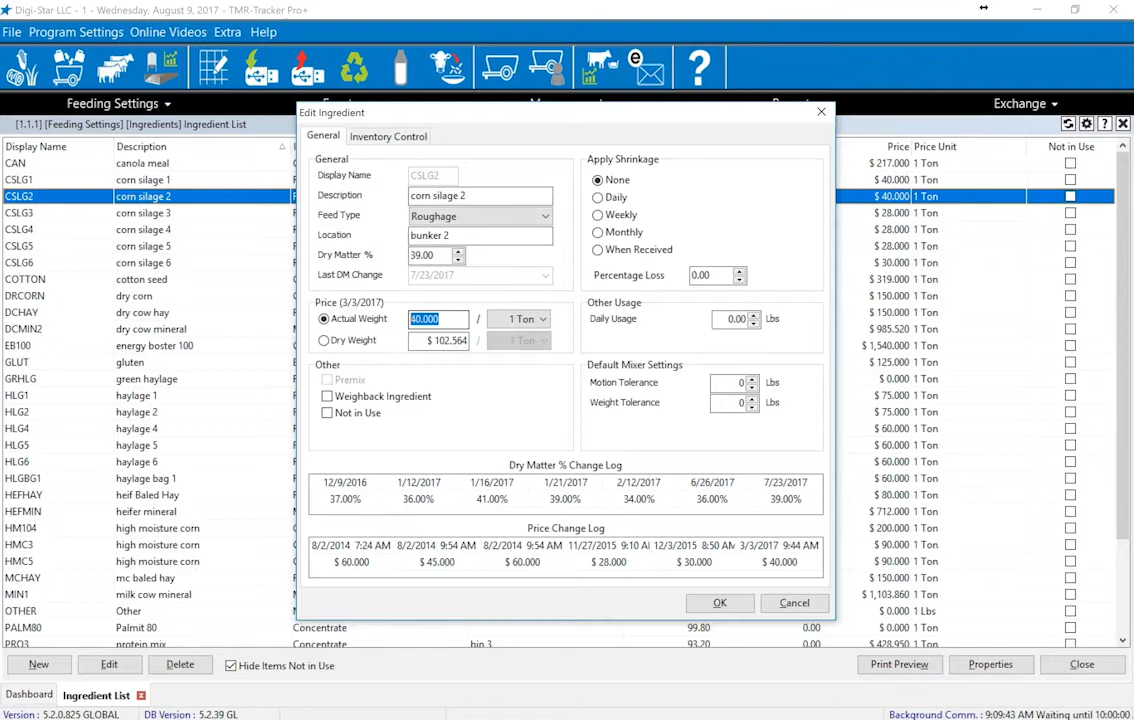 Digi-Star LLC - 1 - Wednesday, August 9, 2017 - TMR-Tracker Pro+
File Program Settings Online Videos Extra Help
Feeding Settings
Exchange
[1.1.1] [Feeding Settings] [Ingredients] Ingredient List
Display Name Description Price Price Unit Not in Use
CAN canola meal $ 217.000 1 Ton
CSLG1 corn silage 1 $ 40.000 1 Ton
CSLG2 corn silage 2 $ 40.000 1 Ton
CSLG3 corn silage 3 $ 28.000 1 Ton
CSLG4 corn silage 4 $ 28.000 1 Ton
CSLG5 corn silage 5 $ 28.000 1 Ton
CSLG6 corn silage 6 $ 30.000 1 Ton
COTTON cotton seed $ 319.000 1 Ton
DRCORN dry corn $ 150.000 1 Ton
DCHAY dry cow hay $ 150.000 1 Ton
DCMIN2 dry cow mineral $ 985.520 1 Ton
EB100 energy boster 100 $ 1,540.000 1 Ton
GLUT gluten $ 125.000 1 Ton
GRHLG green haylage $ 0.000 1 Ton
HLG1 haylage 1 $ 75.000 1 Ton
HLG2 haylage 2 $ 75.000 1 Ton
HLG4 haylage 4 $ 60.000 1 Ton
HLG5 haylage 5 $ 60.000 1 Ton
HLG6 haylage 6 $ 60.000 1 Ton
HLGBG1 haylage bag 1 $ 60.000 1 Ton
HEFHAY heif Baled Hay $ 80.000 1 Ton
HEFMIN heifer mineral $ 712.000 1 Ton
HM104 high moisture corn $ 200.000 1 Ton
HMC3 high moisture corn $ 90.000 1 Ton
HMC5 high moisture corn $ 90.000 1 Ton
MCHAY mc baled hay $ 150.000 1 Ton
MIN1 milk cow mineral $ 1,103.860 1 Ton
OTHER Other $ 0.000 1 Lbs
PALM80 Palmit 80 Concentrate 99.80 0.00 $ 0.000 1 Ton
PRO3 protein mix Concentrate bin 3 93.20 0.00 $ 428.950 1 Ton
Edit Ingredient
General Inventory Control
General
Display Name CSLG2
Description corn silage 2
Feed Type Roughage
Location bunker 2
Dry Matter % 39.00
Last DM Change 7/23/2017
Price (3/3/2017)
Actual Weight 40.000 / 1 Ton
Dry Weight $ 102.564 / 1 Ton
Other
Premix
Weighback Ingredient
Not in Use
Apply Shrinkage
None
Daily
Weekly
Monthly
When Received
Percentage Loss 0.00
Other Usage
Daily Usage 0.00 Lbs
Default Mixer Settings
Motion Tolerance 0 Lbs
Weight Tolerance 0 Lbs
Dry Matter % Change Log
12/9/2016 1/12/2017 1/16/2017 1/21/2017 2/12/2017 6/26/2017 7/23/2017
37.00% 36.00% 41.00% 39.00% 34.00% 36.00% 39.00%
Price Change Log
8/2/2014 7:24 AM 8/2/2014 9:54 AM 8/2/2014 9:54 AM 11/27/2015 9:10 AI 12/3/2015 8:50 AM 3/3/2017 9:44 AM
$ 60.000 $ 45.000 $ 60.000 $ 28.000 $ 30.000 $ 40.000
OK Cancel
New Edit Delete Hide Items Not in Use Print Preview Properties Close
Dashboard Ingredient List
Version : 5.2.0.825 GLOBAL DB Version : 5.2.39 GL Background Comm. : 9:09:43 AM Waiting until 10:00:00